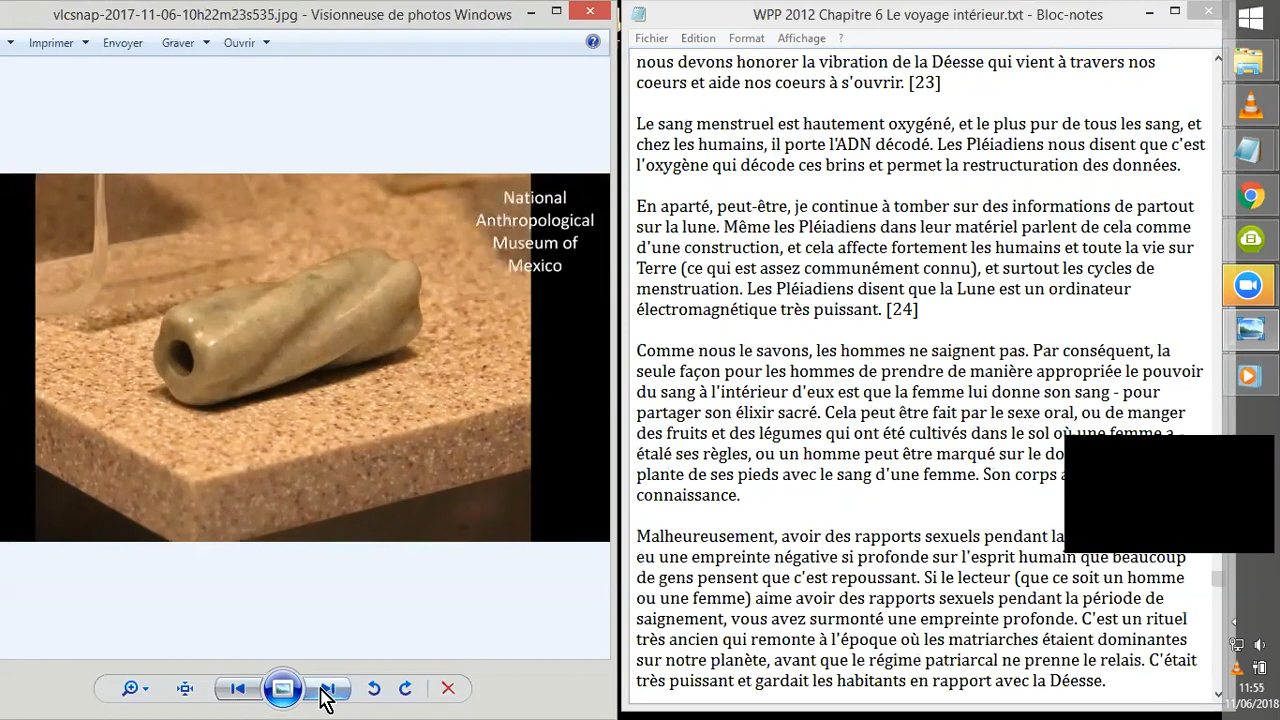 vlcsnap-2017-11-06-10h22m23s535.jpg - Visionneuse de photos Windows
Imprimer
Envoyer
Graver
Ouvrir
National
Anthropological
Museum of
Mexico
WPP 2012 Chapitre 6 Le voyage intérieur.txt - Bloc-notes
Fichier
Edition
Format
Affichage
?
nous devons honorer la vibration de la Déesse qui vient à travers nos
coeurs et aide nos coeurs à s'ouvrir. [23]
Le sang menstruel est hautement oxygéné, et le plus pur de tous les sang, et
chez les humains, il porte l'ADN décodé. Les Pléiadiens nous disent que c'est
l'oxygène qui décode ces brins et permet la restructuration des données.
En aparté, peut-être, je continue à tomber sur des informations de partout
sur la lune. Même les Pléiadiens dans leur matériel parlent de cela comme
d'une construction, et cela affecte fortement les humains et toute la vie sur
Terre (ce qui est assez communément connu), et surtout les cycles de
menstruation. Les Pléiadiens disent que la Lune est un ordinateur
électromagnétique très puissant. [24]
Comme nous le savons, les hommes ne saignent pas. Par conséquent, la
seule façon pour les hommes de prendre de manière appropriée le pouvoir
du sang à l'intérieur d'eux est que la femme lui donne son sang - pour
partager son élixir sacré. Cela peut être fait par le sexe oral, ou de manger
des fruits et des légumes qui ont été cultivés dans le sol où une femme a
étalé ses règles, ou un homme peut être marqué sur le
plante de ses pieds avec le sang d'une femme. Son corps
connaissance.
Malheureusement, avoir des rapports sexuels pendant
eu une empreinte négative si profonde sur l'esprit humain que beaucoup
de gens pensent que c'est repoussant. Si le lecteur (que ce soit un homme
ou une femme) aime avoir des rapports sexuels pendant la période de
saignement, vous avez surmonté une empreinte profonde. C'est un rituel
très ancien qui remonte à l'époque où les matriarches étaient dominantes
sur notre planète, avant que le régime patriarcal ne prenne le relais. C'était
très puissant et gardait les habitants en rapport avec la Déesse.
11:55
11/06/2018